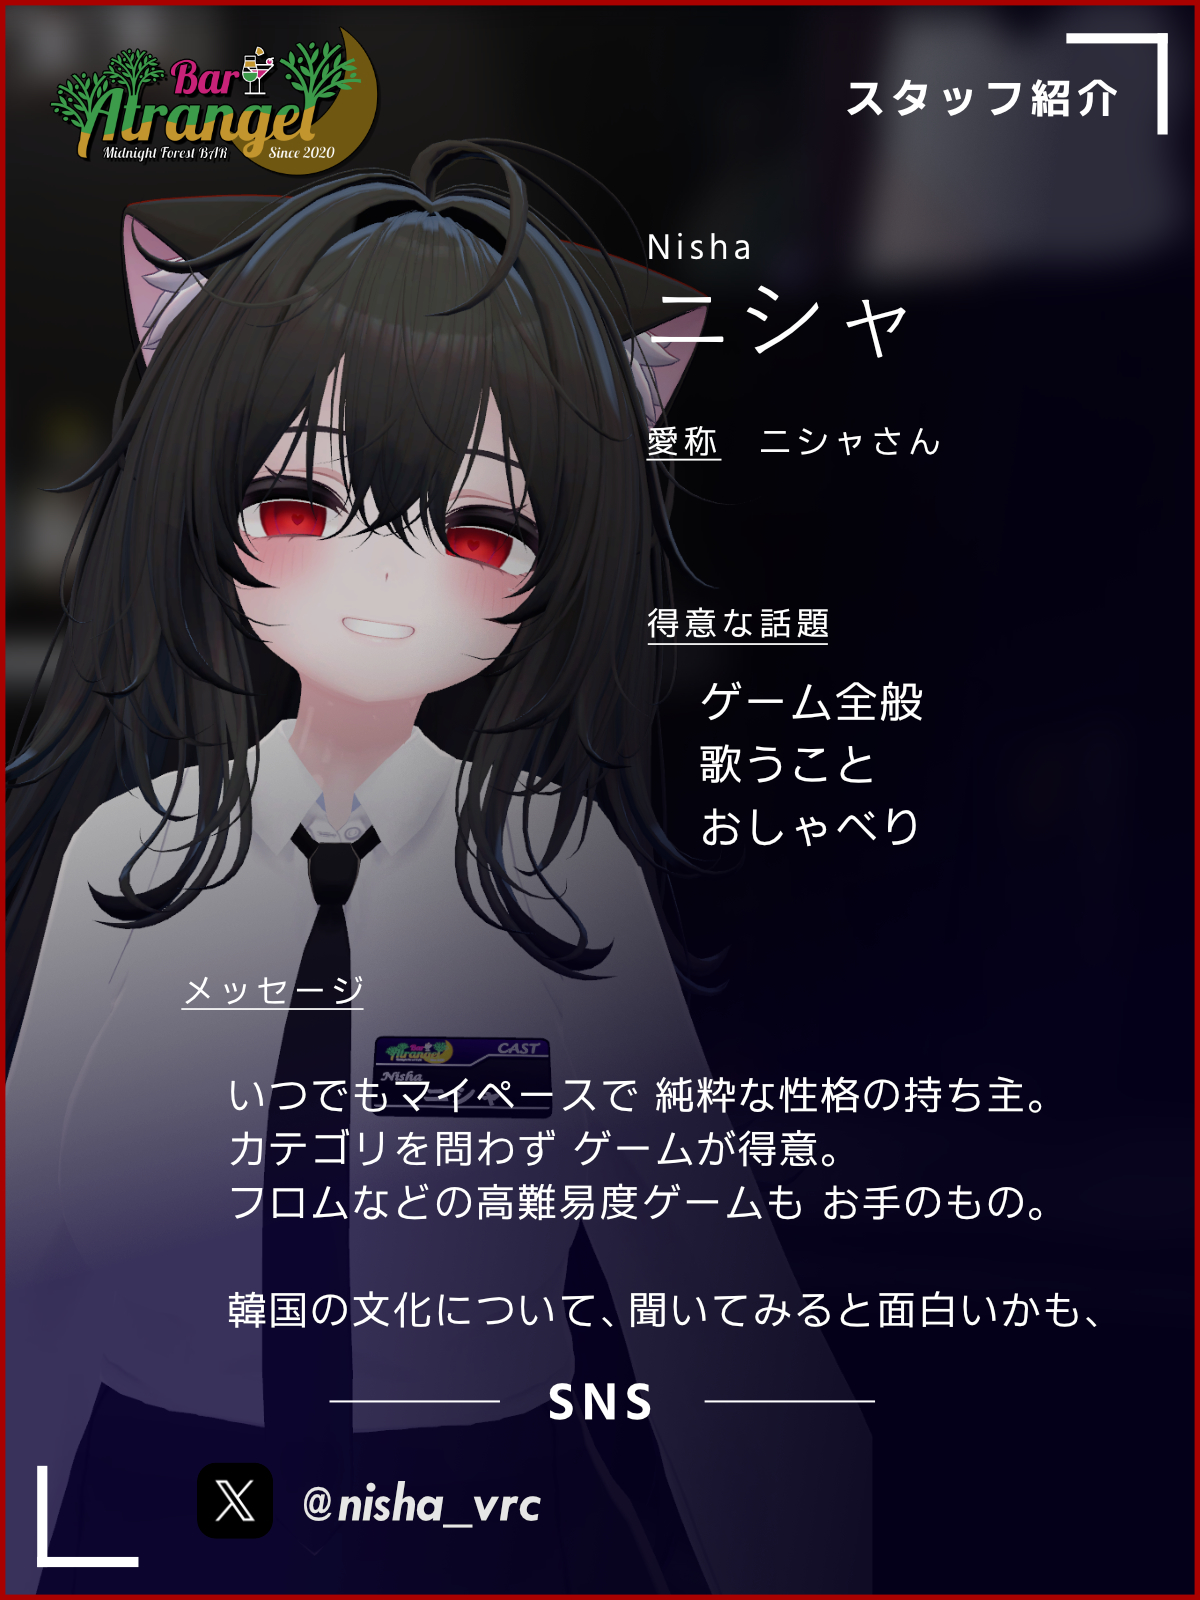 Bar
Atrangel
Midnight Forest BAR Since 2020
スタッフ紹介
Nisha
ニシャ
愛称 ニシャさん
得意な話題
ゲーム全般
歌うこと
おしゃべり
メッセージ
Bar
Atrangel
CAST
Nisha
ニシャ
いつでもマイペースで 純粋な性格の持ち主。
カテゴリを問わず ゲームが得意。
フロムなどの高難易度ゲームも お手のもの。
韓国の文化について、聞いてみると面白いかも、
SNS
@nisha_vrc